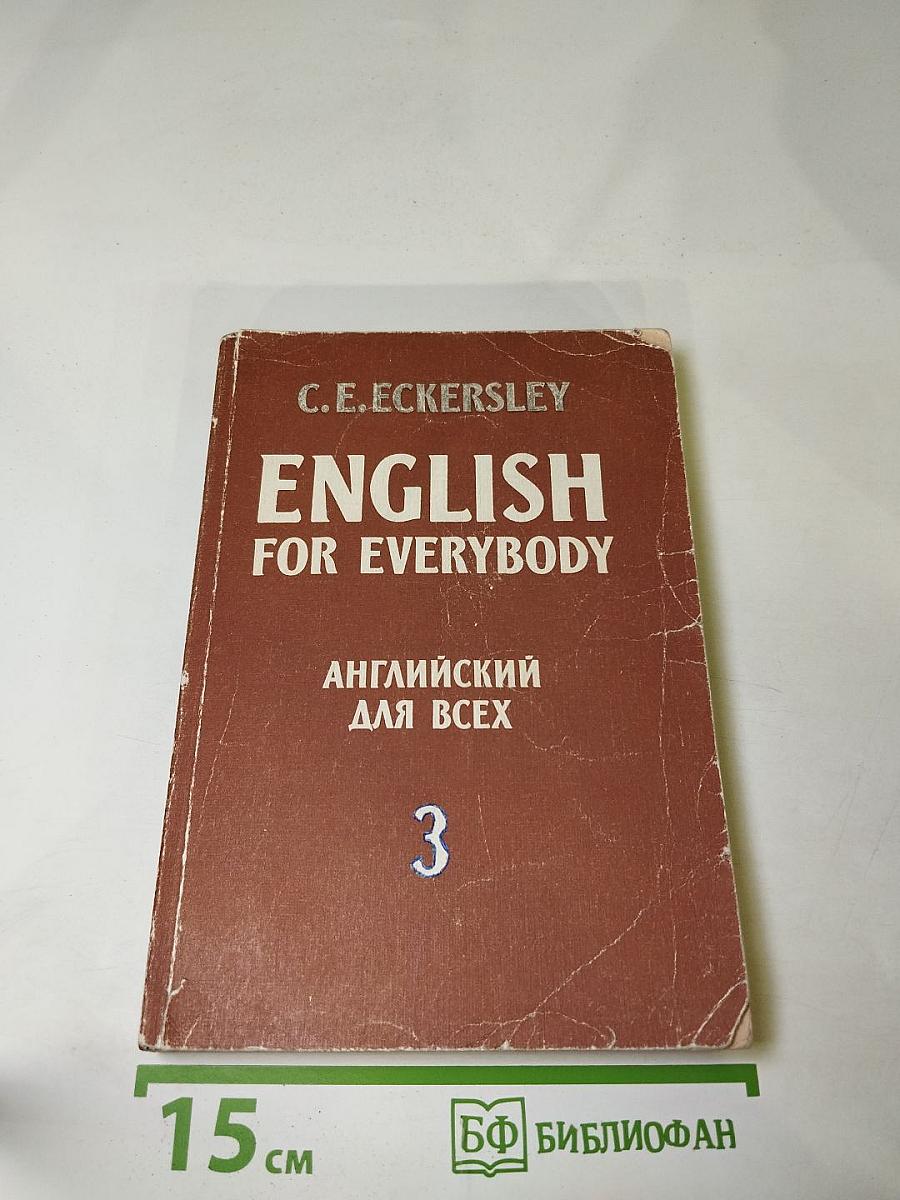 C. E. ECKERSLEY
ENGLISH
FOR EVERYBODY
АНГЛИЙСКИЙ
ДЛЯ ВСЕХ
3
15 см
БФ БИБЛИОФАН